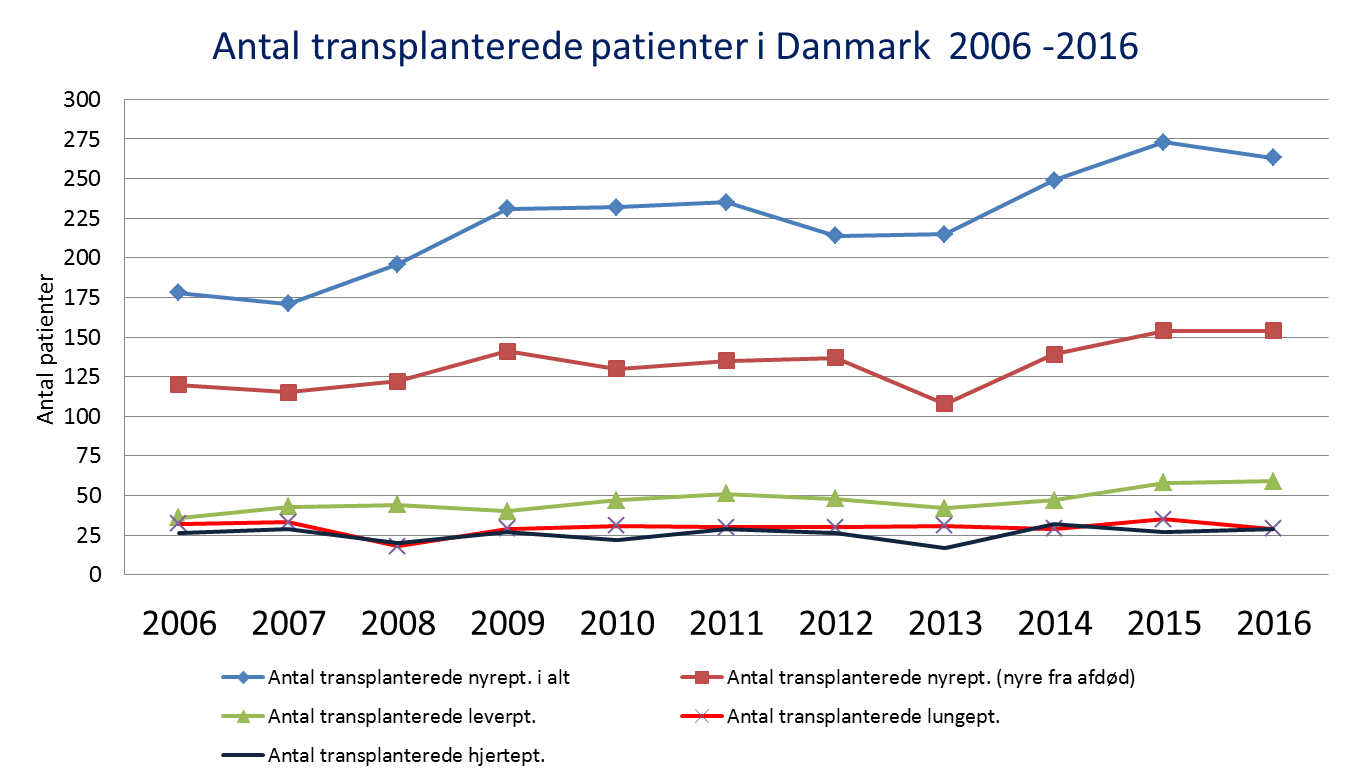 Antal transplanterede patienter i Danmark 2006 -2016
Antal patienter
300
275
250
225
200
175
150
125
100
75
50
25
0
2006 2007 2008 2009 2010 2011 2012 2013 2014 2015 2016
Antal transplanterede nyrept. i alt
Antal transplanterede nyrept. (nyre fra afdød)
Antal transplanterede leverpt.
Antal transplanterede lungept.
Antal transplanterede hjertept.